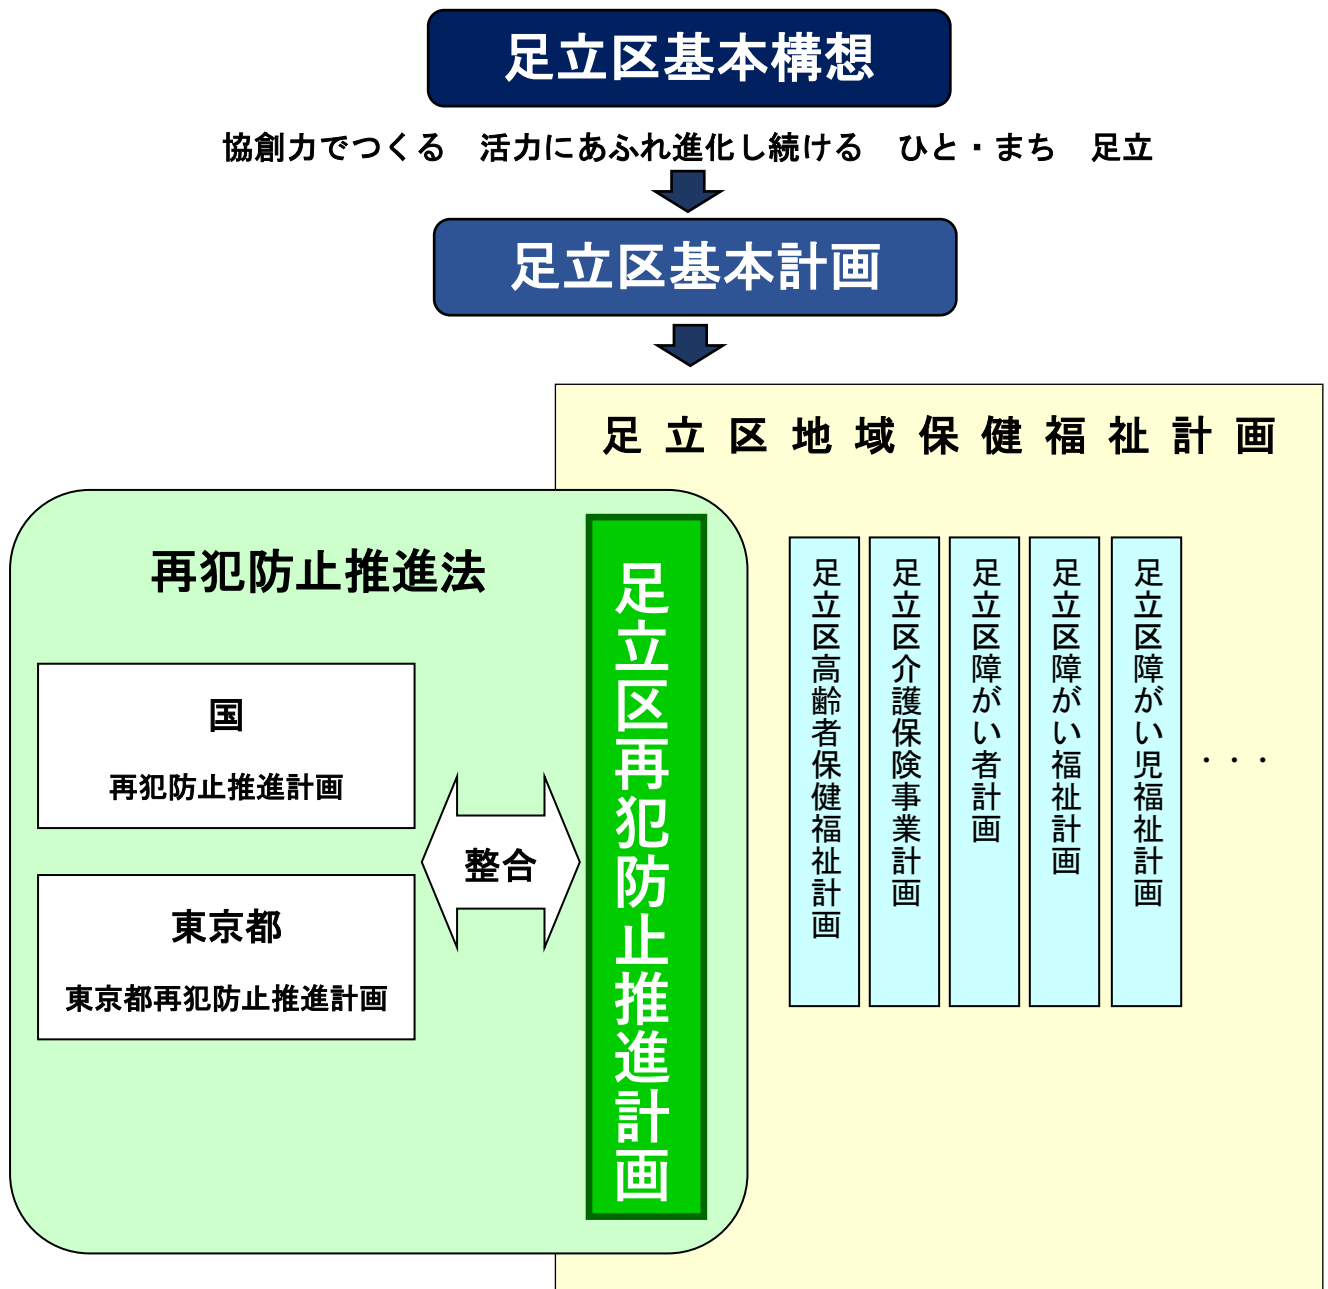 足立区基本構想
協創力でつくる　活力にあふれ進化し続ける　ひと・まち　足立
足立区基本計画
足立区地域保健福祉計画
再犯防止推進法
国
再犯防止推進計画
東京都
東京都再犯防止推進計画
整合
足立区再犯防止推進計画
足立区高齢者保健福祉計画
足立区介護保険事業計画
足立区障がい者計画
足立区障がい福祉計画
足立区障がい児福祉計画
・・・